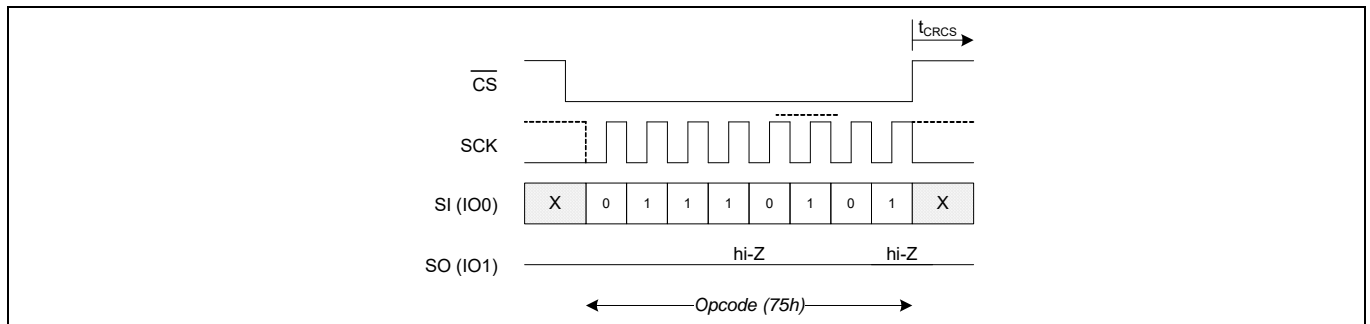 tCRCS
CS
SCK
SI (IO0) X 0 1 1 1 0 1 0 1 X
hi-Z hi-Z
SO (IO1)
Opcode (75h)